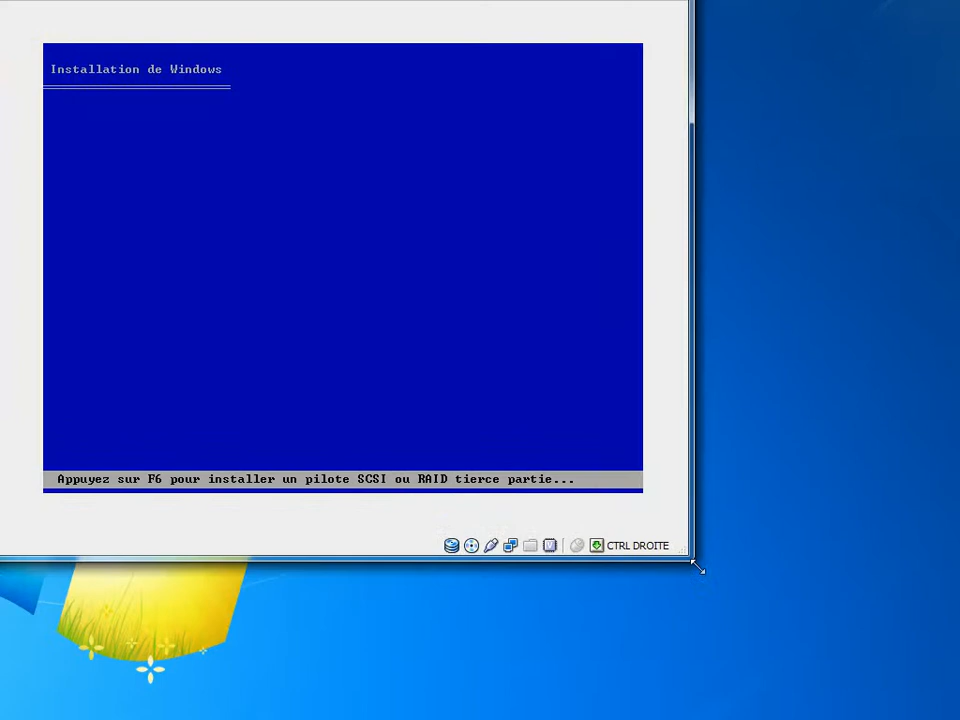 Installation de Windows
Appuyez sur F6 pour installer un pilote SCSI ou RAID tierce partie...
CTRL DROITE